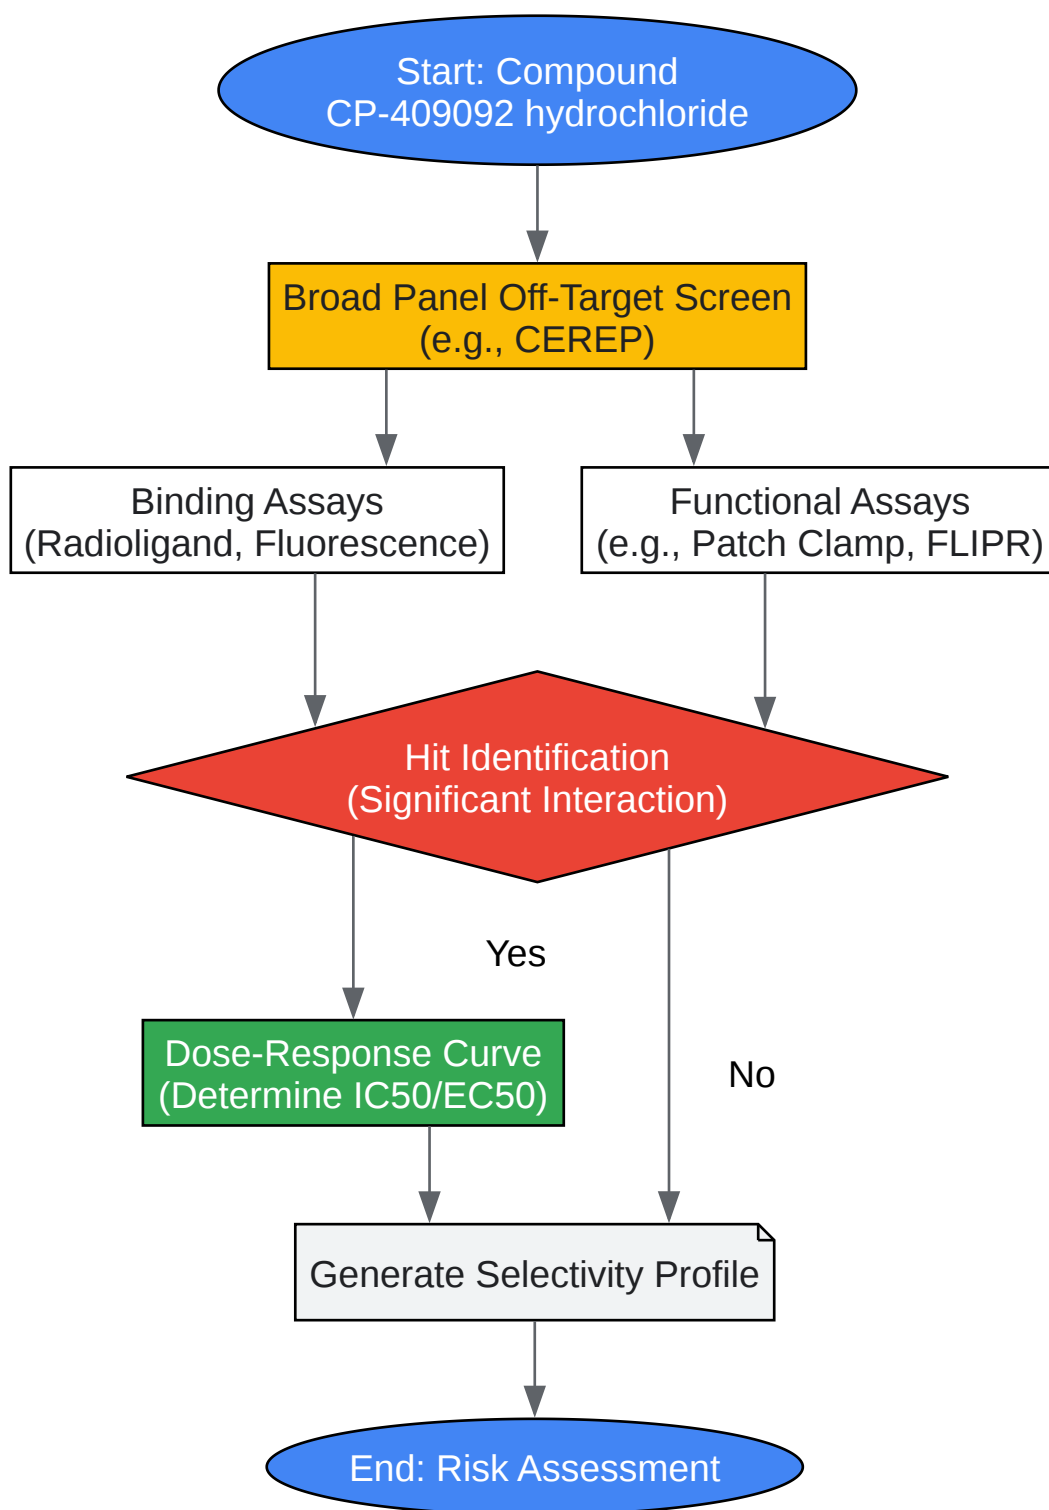 Start: Compound
CP-409092 hydrochloride
Broad Panel Off-Target Screen
(e.g., CEREP)
Binding Assays
(Radioligand, Fluorescence)
Functional Assays
(e.g., Patch Clamp, FLIPR)
Hit Identification
(Significant Interaction)
Yes
Dose-Response Curve
(Determine IC50/EC50)
No
Generate Selectivity Profile
End: Risk Assessment